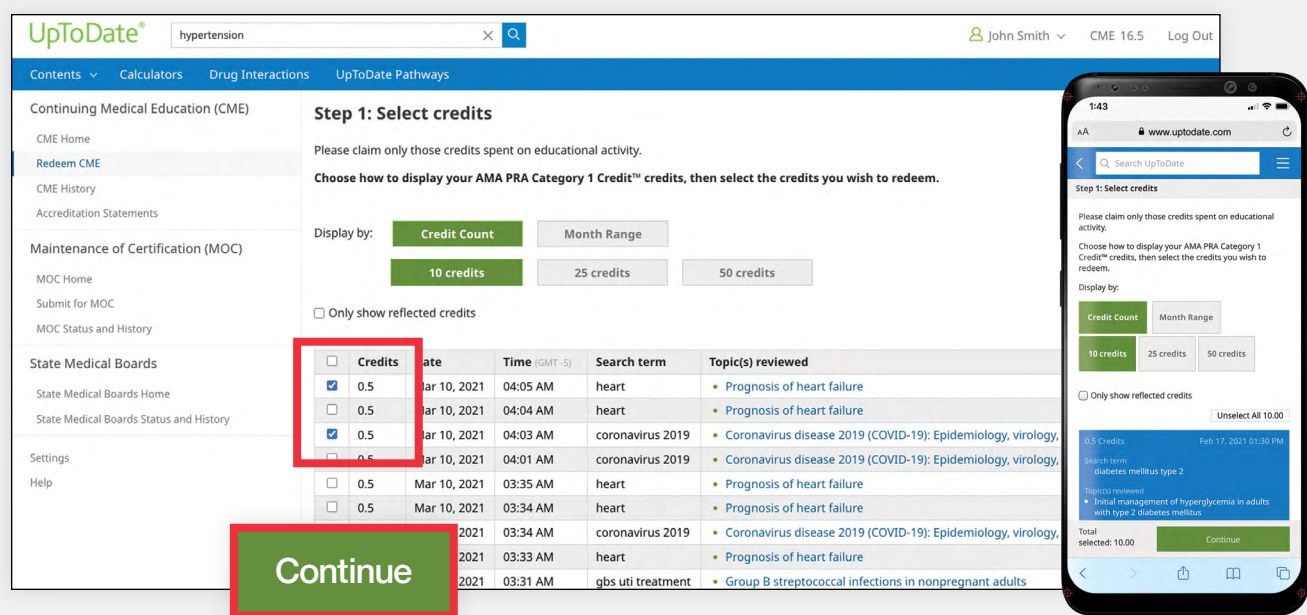 UpToDate®
hypertension
John Smith
CME 16.5
Log Out
Contents
Calculators
Drug Interactions
UpToDate Pathways
Continuing Medical Education (CME)
CME Home
Redeem CME
CME History
Accreditation Statements
Maintenance of Certification (MOC)
MOC Home
Submit for MOC
MOC Status and History
State Medical Boards
State Medical Boards Home
State Medical Boards Status and History
Settings
Help
Step 1: Select credits
Please claim only those credits spent on educational activity.
Choose how to display your AMA PRA Category 1 Credit™ credits, then select the credits you wish to redeem.
Display by: Credit Count Month Range
10 credits 25 credits 50 credits
Only show reflected credits
Credits ate Time (GMT -5) Search term Topic(s) reviewed
0.5 Mar 10, 2021 04:05 AM heart • Prognosis of heart failure
0.5 Mar 10, 2021 04:04 AM heart • Prognosis of heart failure
0.5 Mar 10, 2021 04:03 AM coronavirus 2019 • Coronavirus disease 2019 (COVID-19): Epidemiology, virology,
0.5 Mar 10, 2021 04:01 AM coronavirus 2019 • Coronavirus disease 2019 (COVID-19): Epidemiology, virology,
0.5 Mar 10, 2021 03:35 AM heart • Prognosis of heart failure
0.5 Mar 10, 2021 03:34 AM heart • Prognosis of heart failure
2021 03:34 AM coronavirus 2019 • Coronavirus disease 2019 (COVID-19): Epidemiology, virology,
2021 03:33 AM heart • Prognosis of heart failure
2021 03:31 AM gbs uti treatment • Group B streptococcal infections in nonpregnant adults
Continue
1:43
AA www.uptodate.com
Search UpToDate
Step 1: Select credits
Please claim only those credits spent on educational
activity.
Choose how to display your AMA PRA Category 1
Credit™ credits, then select the credits you wish to
redeem.
Display by:
Credit Count Month Range
10 credits 25 credits 50 credits
Only show reflected credits
Unselect All 10.00
0.5 Credits Feb 17, 2021 01:30 PM
Search term
diabetes mellitus type 2
Topic(s) reviewed
• Initial management of hyperglycemia in adults
with type 2 diabetes mellitus
Total
selected: 10.00
Continue